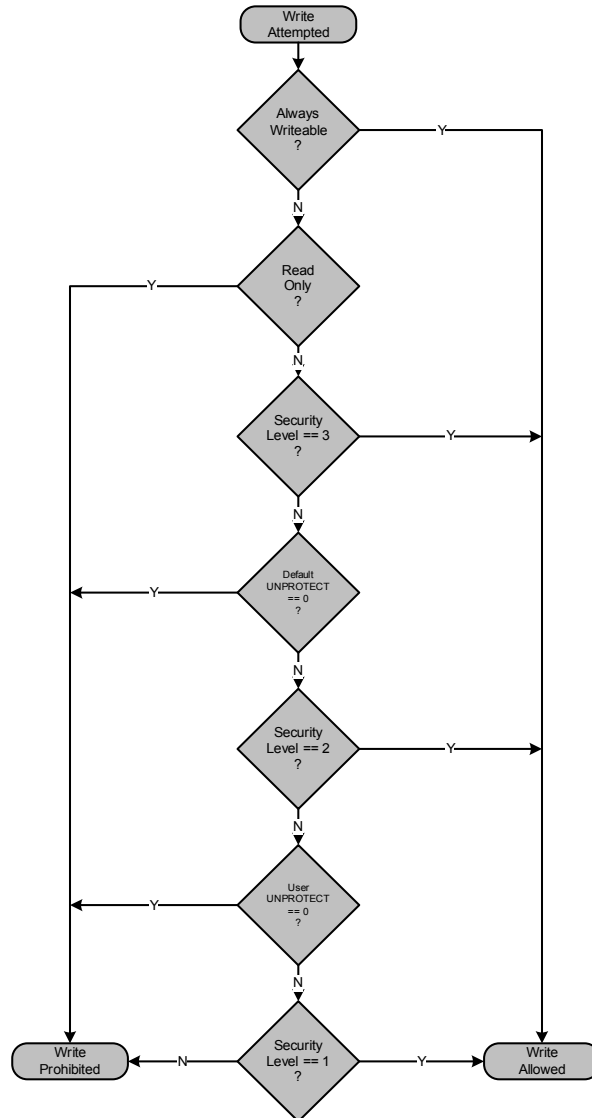 Write
Attempted
Always
Writeable
?
Y
N
Read
Only
?
Y
N
Security
Level == 3
?
Y
N
Default
UNPROTECT
== 0
?
Y
N
Security
Level == 2
?
Y
N
User
UNPROTECT
== 0
?
Y
N
Write
Prohibited
N
Security
Level == 1
?
Y
Write
Allowed